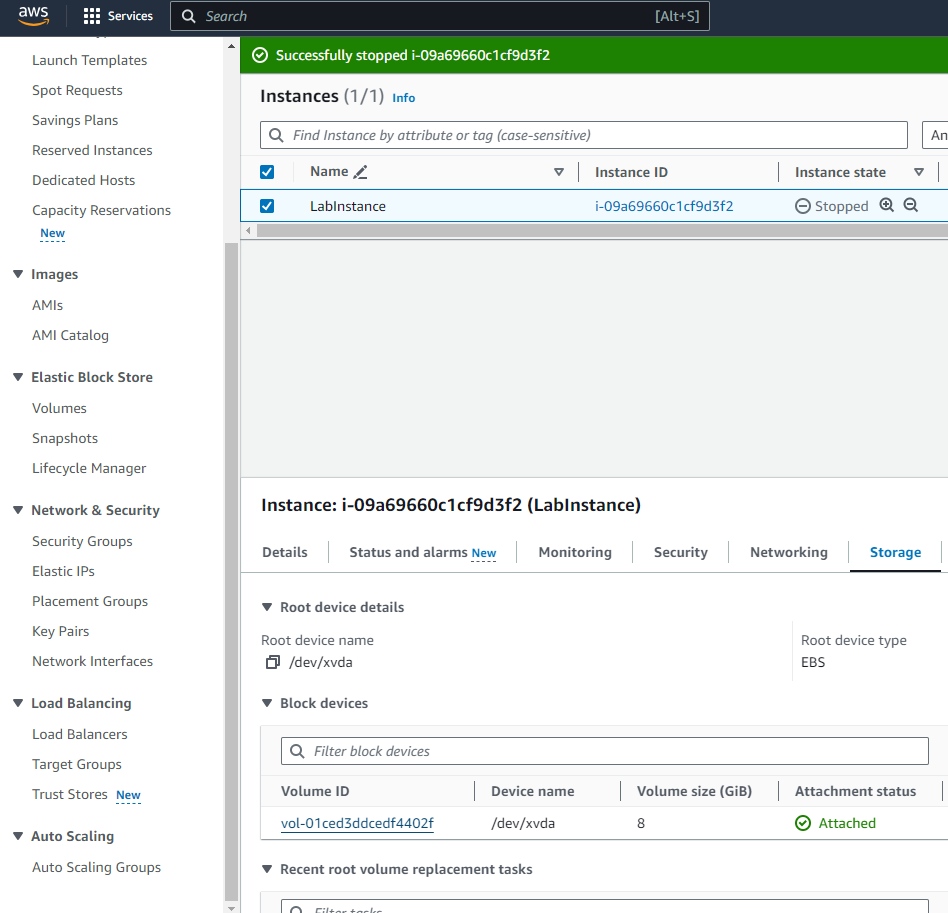 aws
Services
Search
[Alt+S]
Launch Templates
Spot Requests
Savings Plans
Reserved Instances
Dedicated Hosts
Capacity Reservations
New
Images
AMIs
AMI Catalog
Elastic Block Store
Volumes
Snapshots
Lifecycle Manager
Network & Security
Security Groups
Elastic IPs
Placement Groups
Key Pairs
Network Interfaces
Load Balancing
Load Balancers
Target Groups
Trust Stores New
Auto Scaling
Auto Scaling Groups
Successfully stopped i-09a69660c1cf9d3f2
Instances (1/1) Info
Find Instance by attribute or tag (case-sensitive)
An
Name Instance ID Instance state
LabInstance i-09a69660c1cf9d3f2 Stopped
Instance: i-09a69660c1cf9d3f2 (LabInstance)
Details Status and alarms New Monitoring Security Networking Storage
Root device details
Root device name Root device type
/dev/xvda EBS
Block devices
Filter block devices
Volume ID Device name Volume size (GiB) Attachment status
vol-01ced3ddcedf4402f /dev/xvda 8 Attached
Recent root volume replacement tasks
Filter tasks